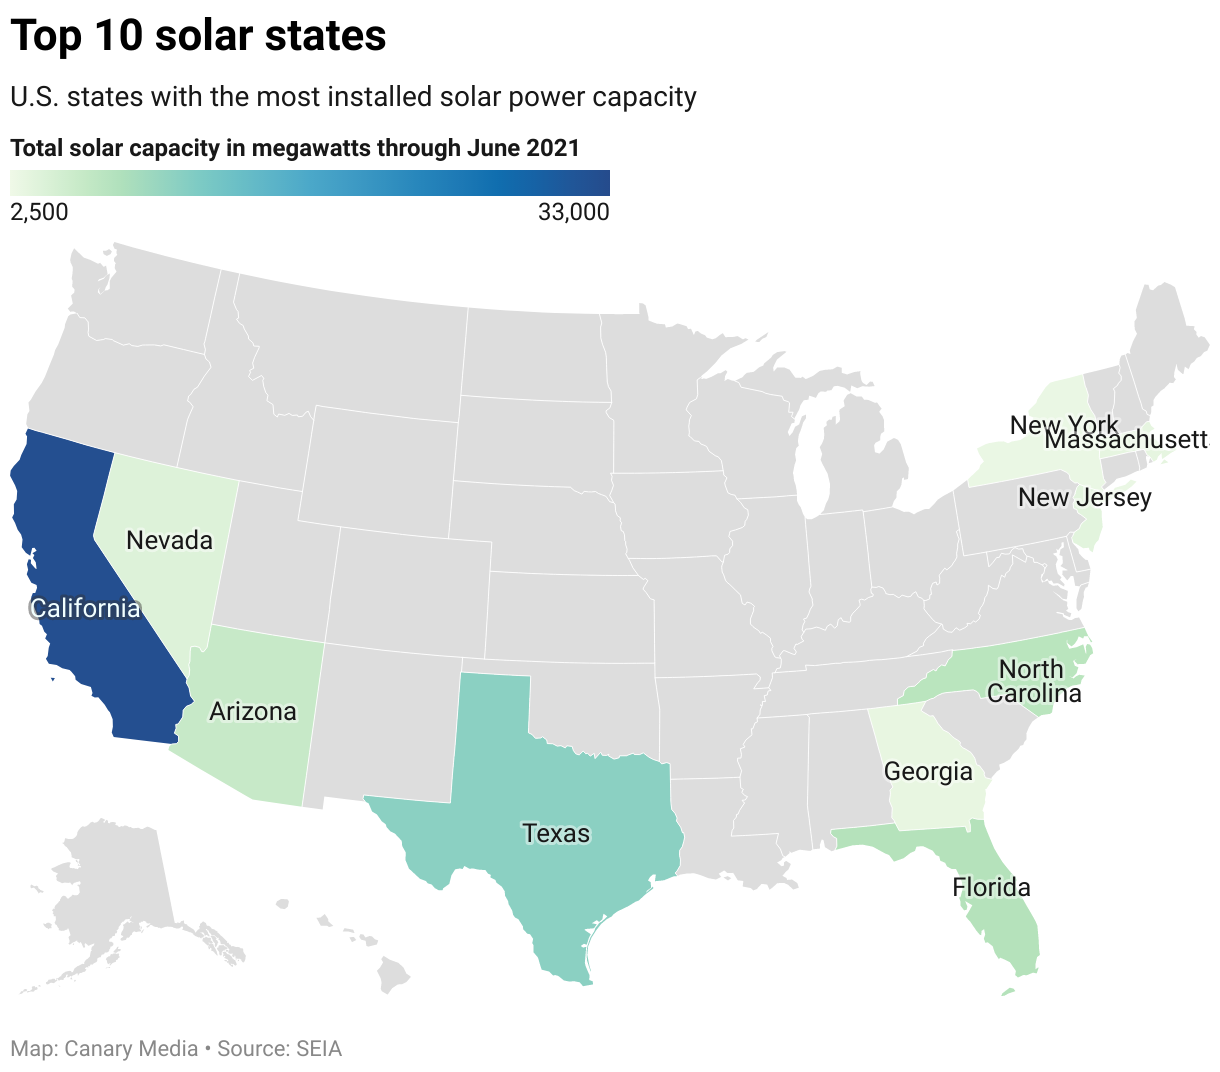 Top 10 solar states
U.S. states with the most installed solar power capacity
Total solar capacity in megawatts through June 2021
2,500 33,000
New York
Massachusett
New Jersey
Nevada
California
North
Carolina
Arizona
Georgia
Texas
Florida
Map: Canary Media • Source: SEIA